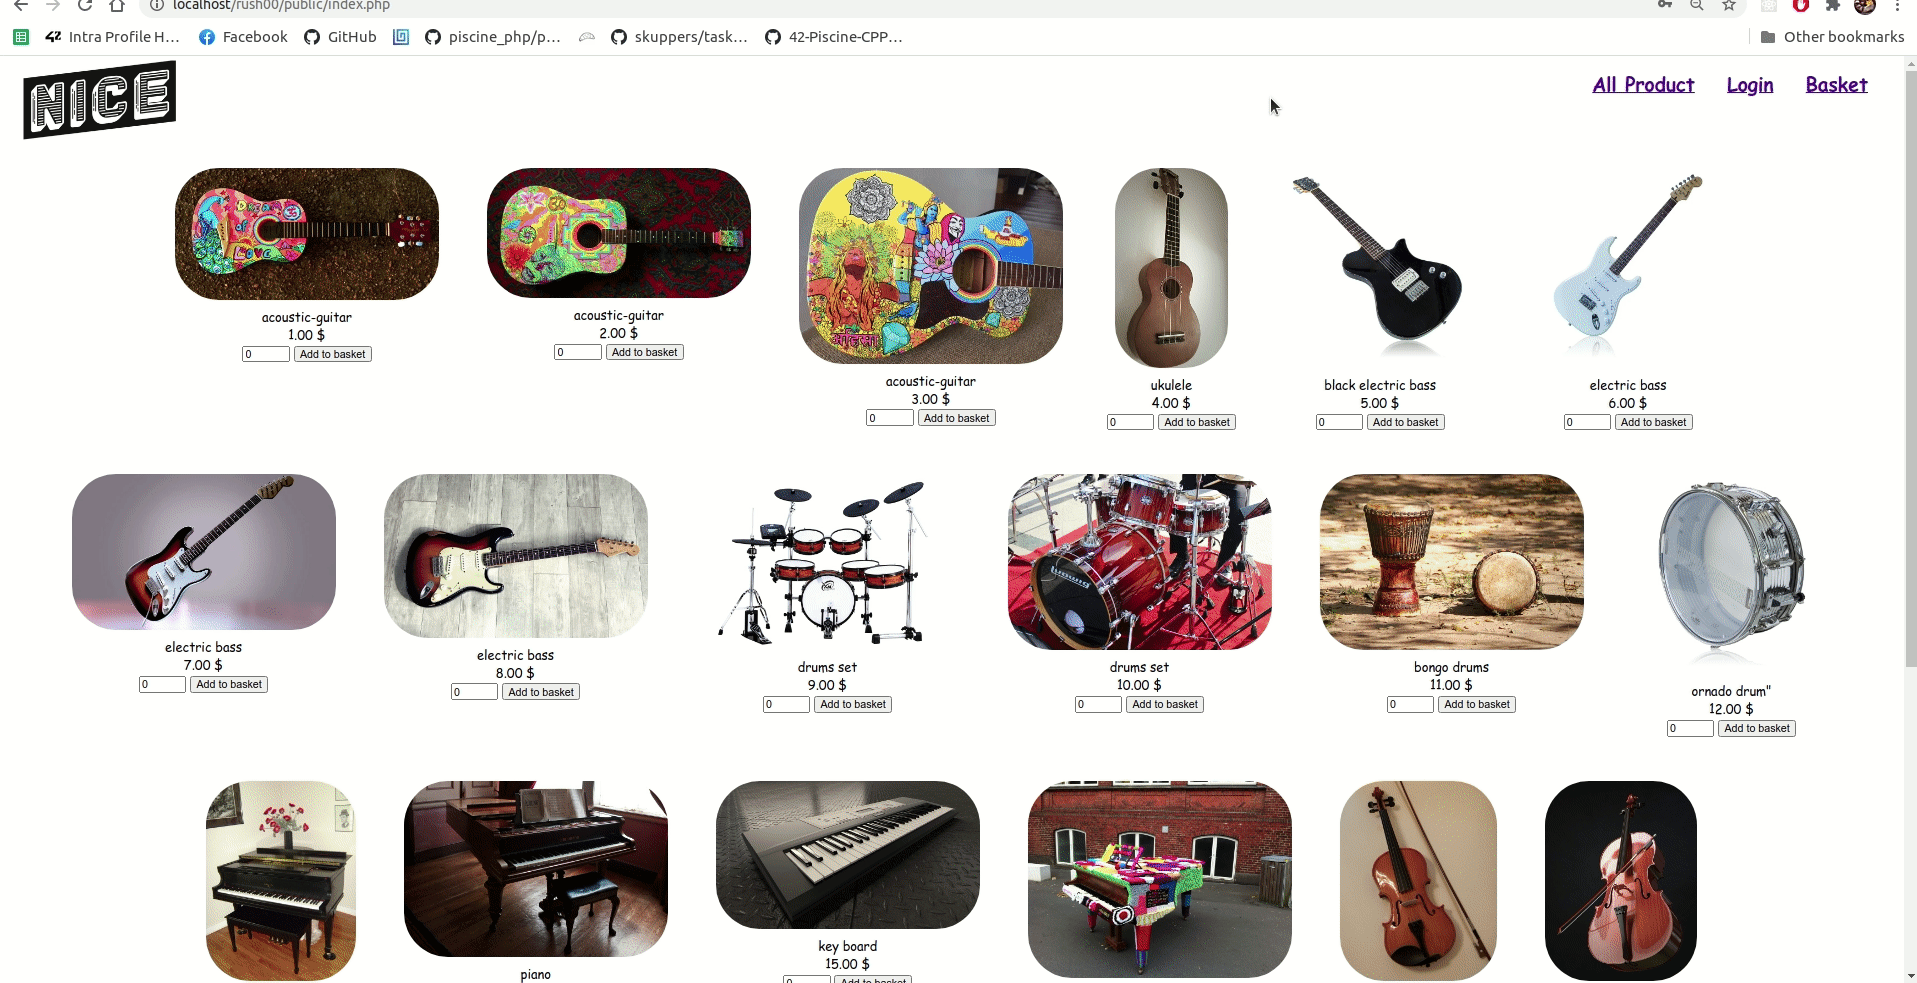 localhost/rush00/public/index.php
Intra Profile H...
Facebook
GitHub
piscine_php/p...
skuppers/task...
42-Piscine-CPP...
Other bookmarks
NICE
All Product
Login
Basket
acoustic-guitar
1.00 $
0 Add to basket
acoustic-guitar
2.00 $
0 Add to basket
acoustic-guitar
3.00 $
0 Add to basket
ukulele
4.00 $
0 Add to basket
black electric bass
5.00 $
0 Add to basket
electric bass
6.00 $
0 Add to basket
electric bass
7.00 $
0 Add to basket
electric bass
8.00 $
0 Add to basket
drums set
9.00 $
0 Add to basket
drums set
10.00 $
0 Add to basket
bongo drums
11.00 $
0 Add to basket
ornado drum"
12.00 $
0 Add to basket
piano
key board
15.00 $
0 Add to basket